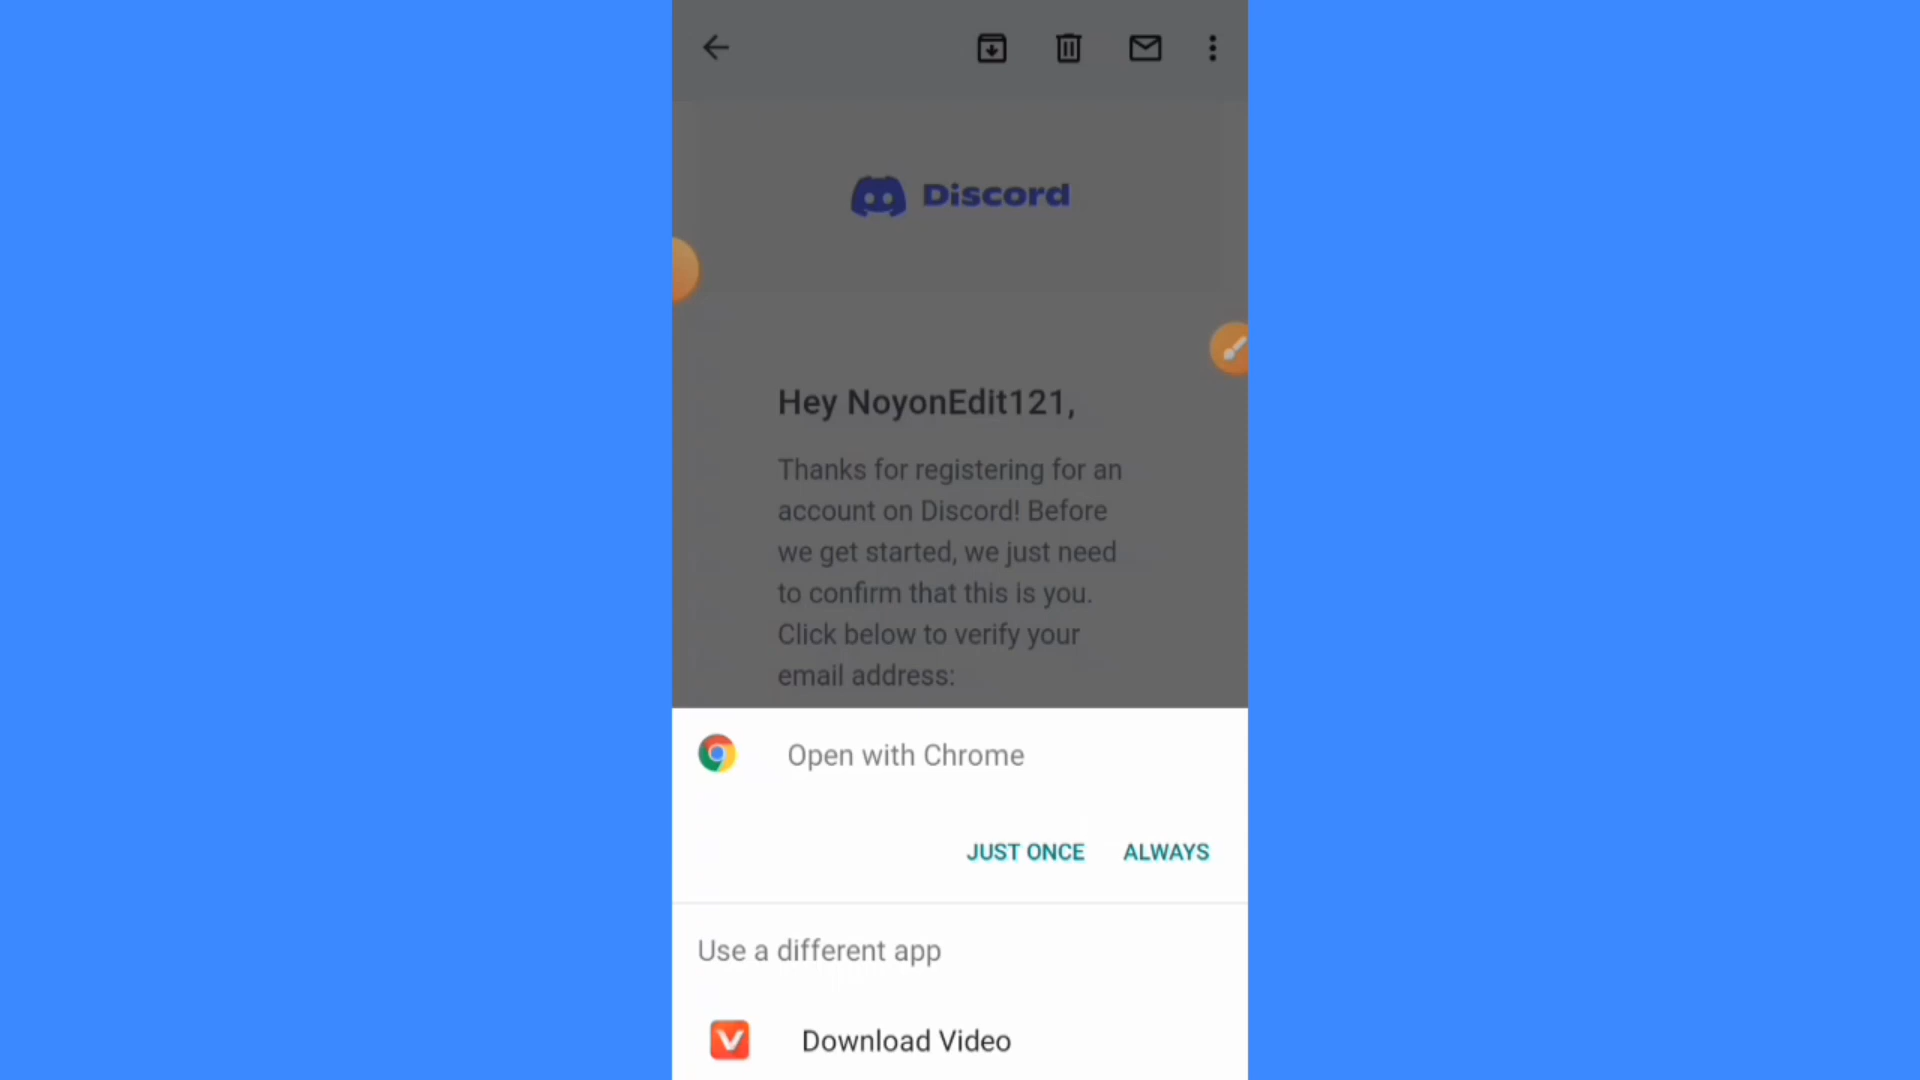 Discord
Hey NoyonEdit121,
Thanks for registering for an
account on Discord! Before
we get started, we just need
to confirm that this is you.
Click below to verify your
email address:
Open with Chrome
JUST ONCE ALWAYS
Use a different app
Download Video